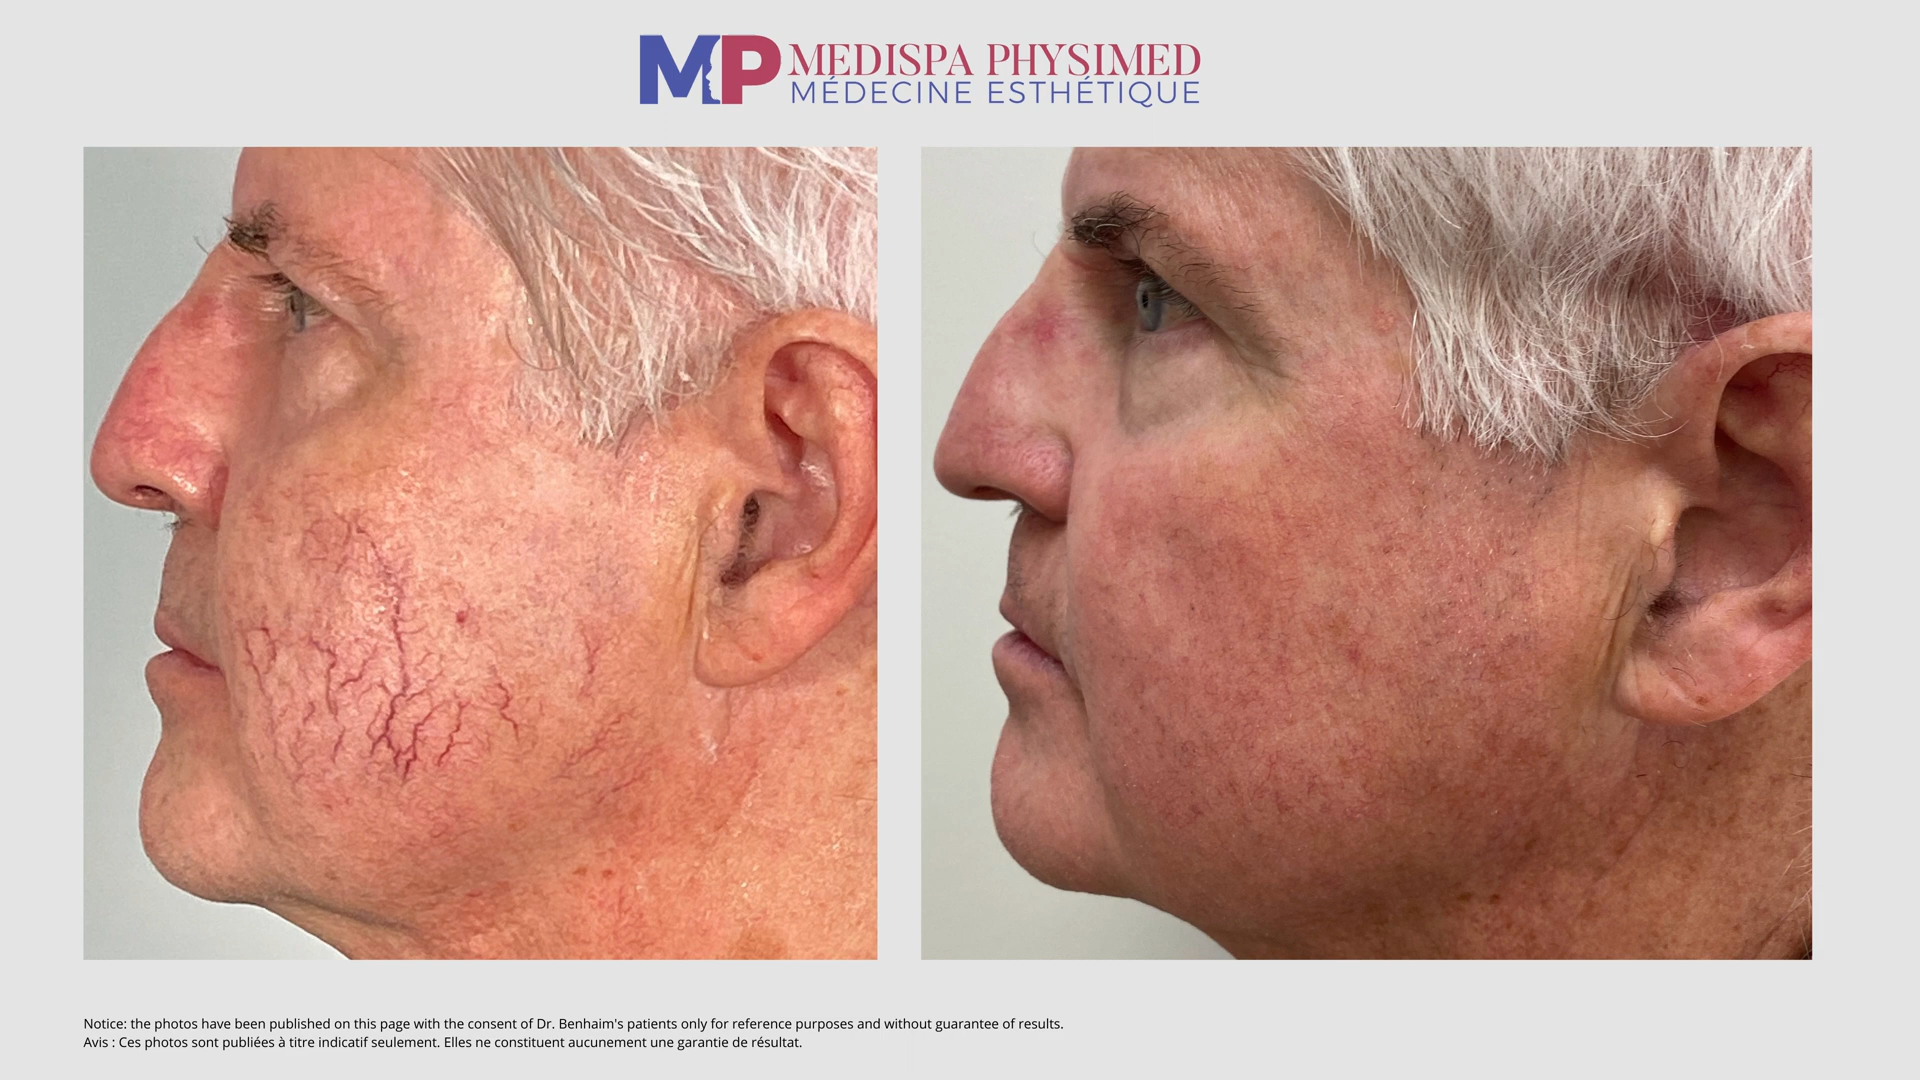 MP MEDISPA PHYSIMED
MÉDECINE ESTHÉTIQUE
Notice: the photos have been published on this page with the consent of Dr. Benhaim's patients only for reference purposes and without guarantee of results.
Avis : Ces photos sont publiées à titre indicatif seulement. Elles ne constituent aucunement une garantie de résultat.